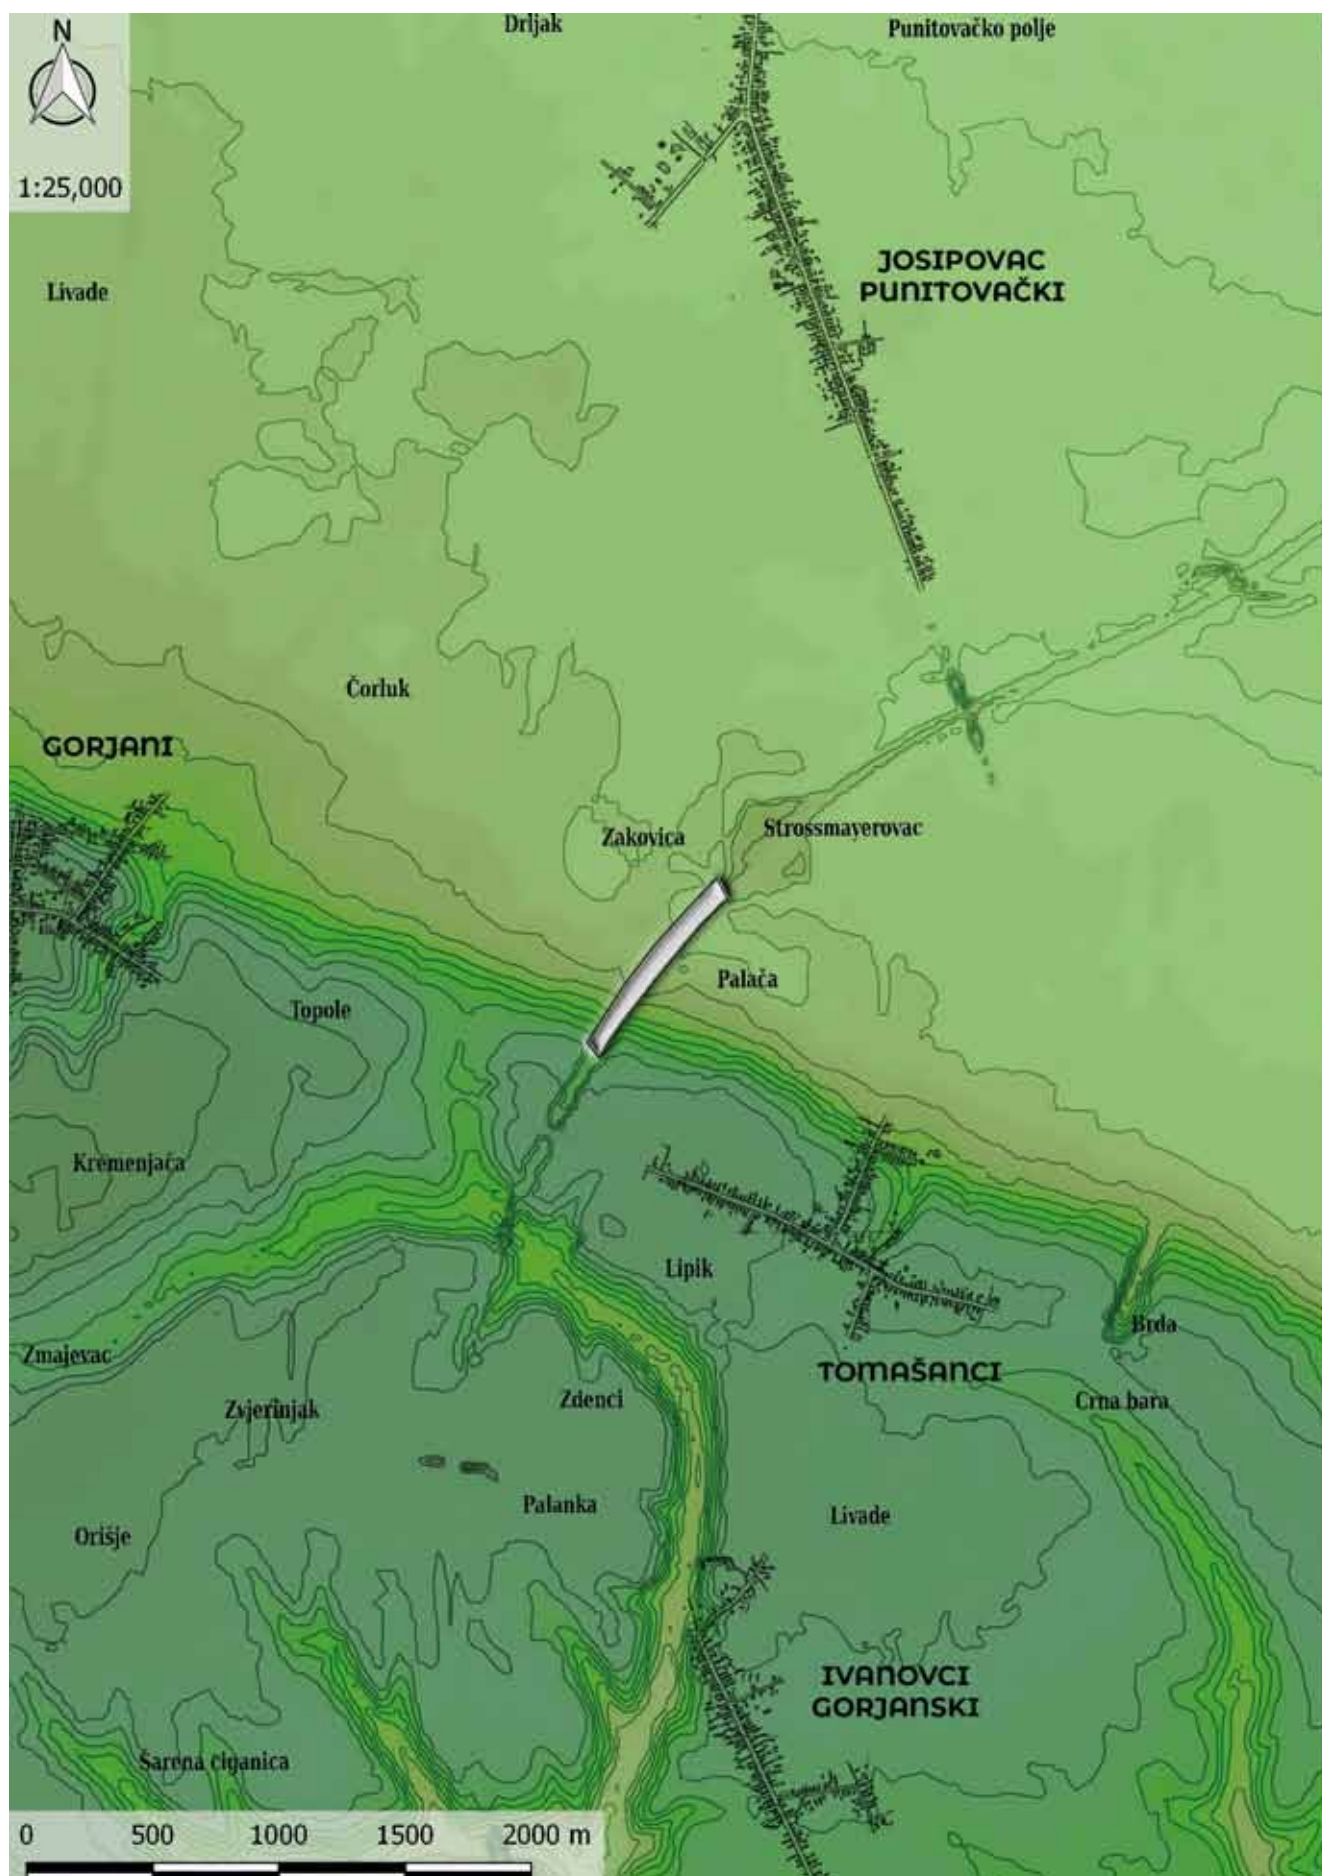 N
Drljak
Punitovačko polje
1:25,000
JOSIPOVAC
PUNITOVAČKI
Livade
Čorluk
GORJANI
Zakovica
Strossmayerovac
Palača
Topole
Kremenjača
Lipik
Brda
Zmajevac
TOMAŠANCI
Zvjerinjak
Zdenci
Crna bara
Palanka
Livade
Orišje
IVANOVCI
GORJANSKI
Šarena ciganica
0 500 1000 1500 2000 m